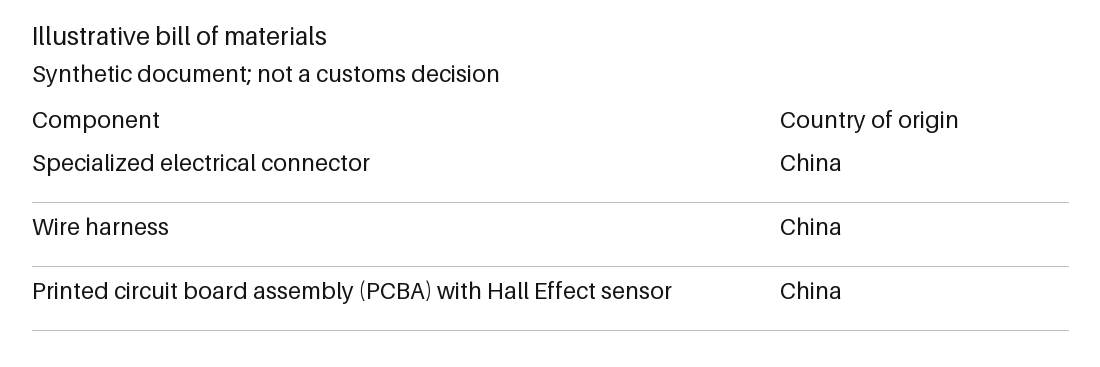 Illustrative bill of materials
Synthetic document; not a customs decision
Component Country of origin
Specialized electrical connector China
Wire harness China
Printed circuit board assembly (PCBA) with Hall Effect sensor China